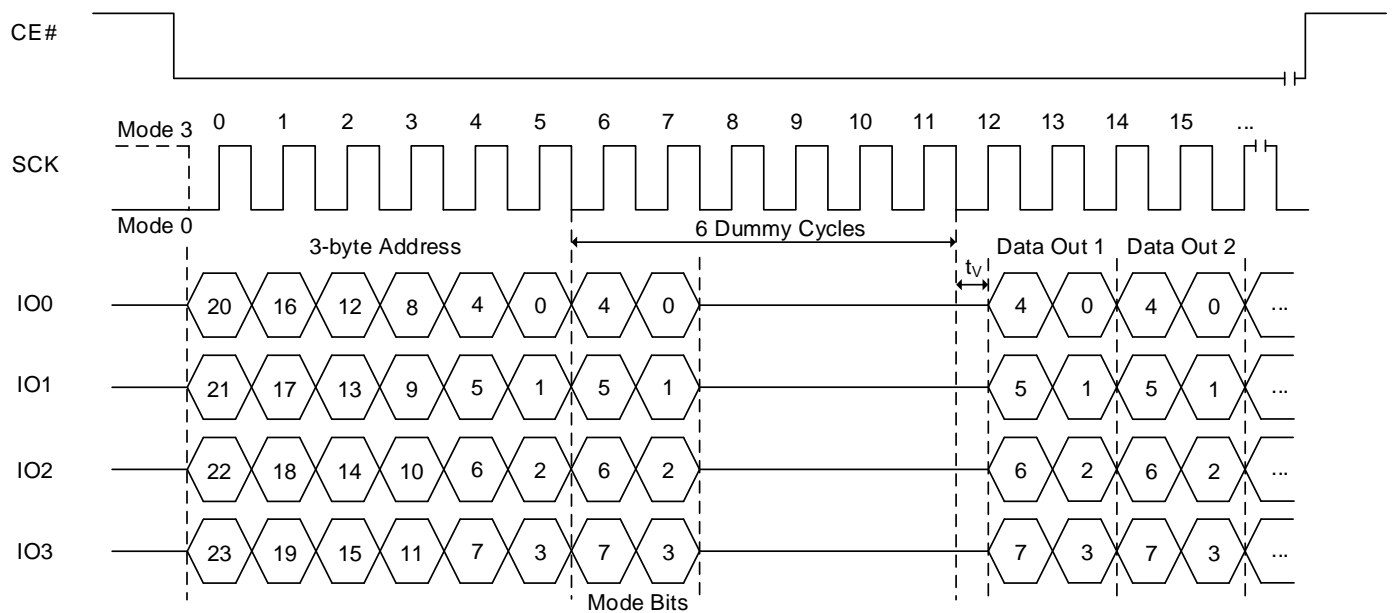 CE#
Mode 3 0 1 2 3 4 5 6 7 8 9 10 11 12 13 14 15 ...
SCK
Mode 0
6 Dummy Cycles
3-byte Address
Data Out 1 Data Out 2
tV
IO0 20 16 12 8 4 0 4 0 4 0 4 0 ...
IO1 21 17 13 9 5 1 5 1 5 1 5 1 ...
IO2 22 18 14 10 6 2 6 2 6 2 6 2 ...
IO3 23 19 15 11 7 3 7 3 7 3 7 3 ...
Mode Bits